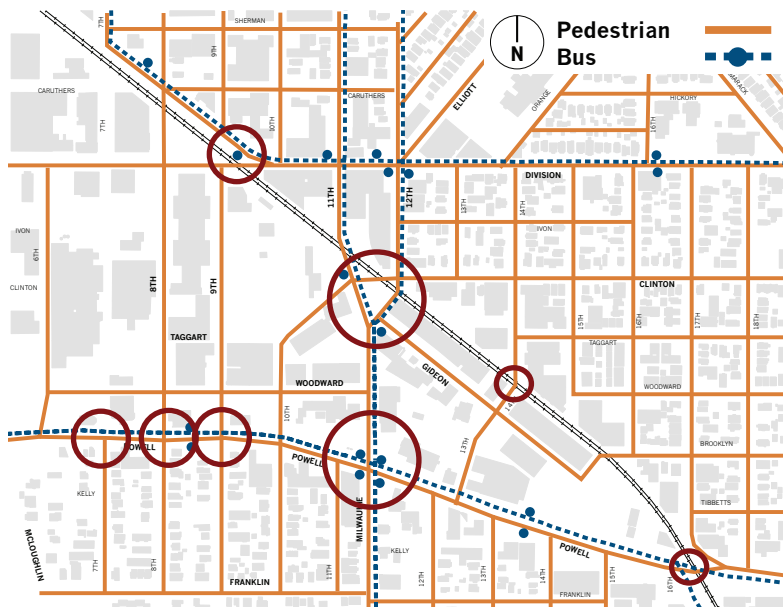 7TH
SHERMAN
9TH
Pedestrian
Bus
N
CARUTHERS
7TH
10TH
CARUTHERS
ELLIOTT
ORANGE
HICKORY
16TH
DIVISION
11TH
12TH
13TH
14TH
IVON
IVON
6TH
CLINTON
8TH
9TH
CLINTON
15TH
16TH
17TH
18TH
TAGGART
TAGGART
GIDEON
WOODWARD
WOODWARD
10TH
14
13TH
BROOKLYN
POWELL
POWELL
KELLY
TIBBETTS
MILWAUKIE
MCLOUGHLIN
KELLY
POWELL
7TH
8TH
11TH
12TH
13TH
14TH
15TH
16TH
FRANKLIN
FRANKLIN